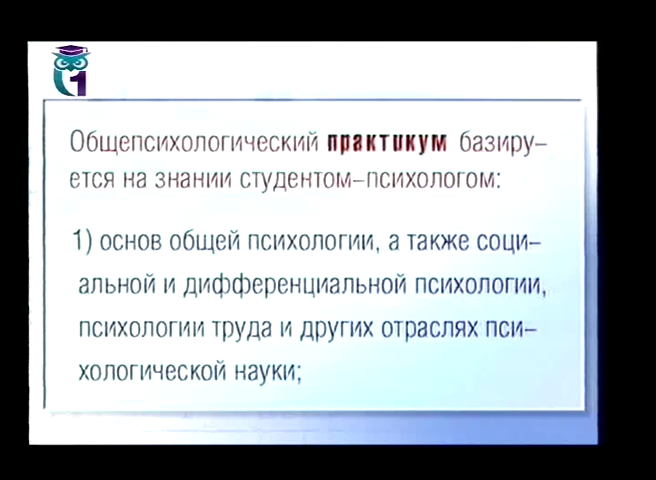 1
Общепсихологический практикум базиру–
ется на знании студентом–психологом:
1) основ общей психологии, а также соци–
альной и дифференциальной психологии,
психологии труда и других отраслях пси–
хологической науки;